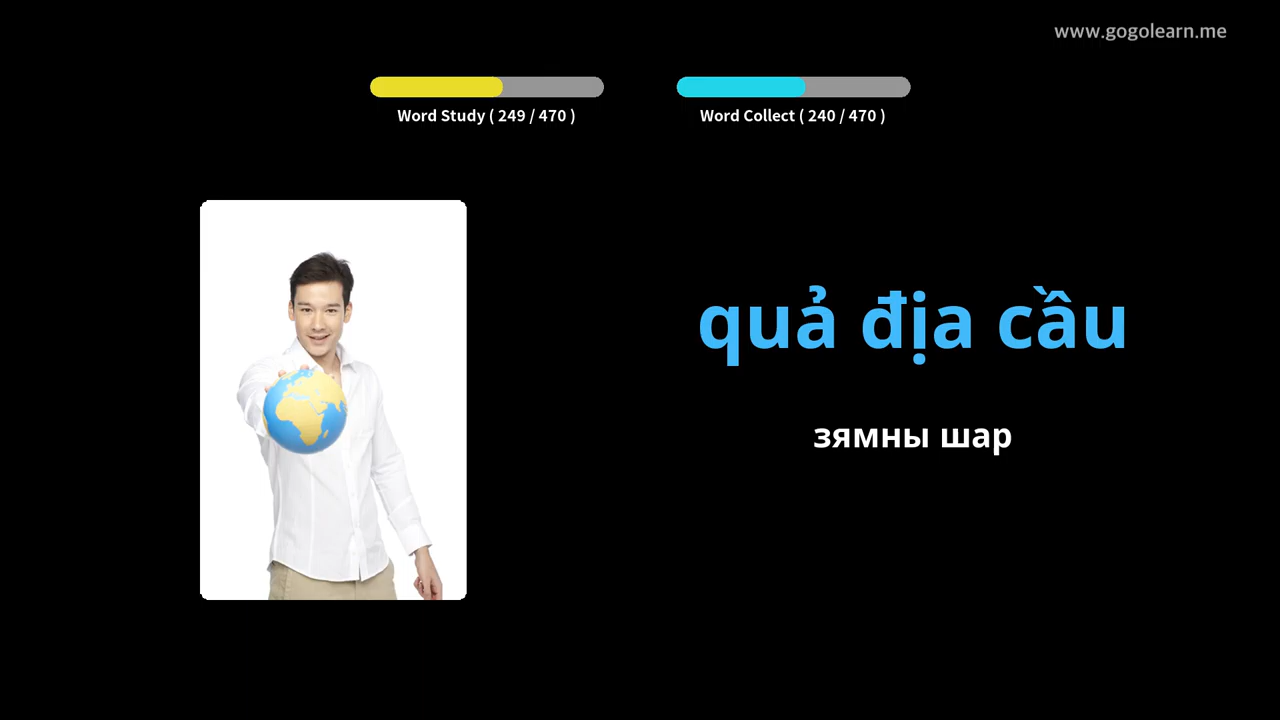 www.gogolearn.me
Word Study ( 249 / 470 )
Word Collect ( 240 / 470 )
quả địa cầu
зямны шар